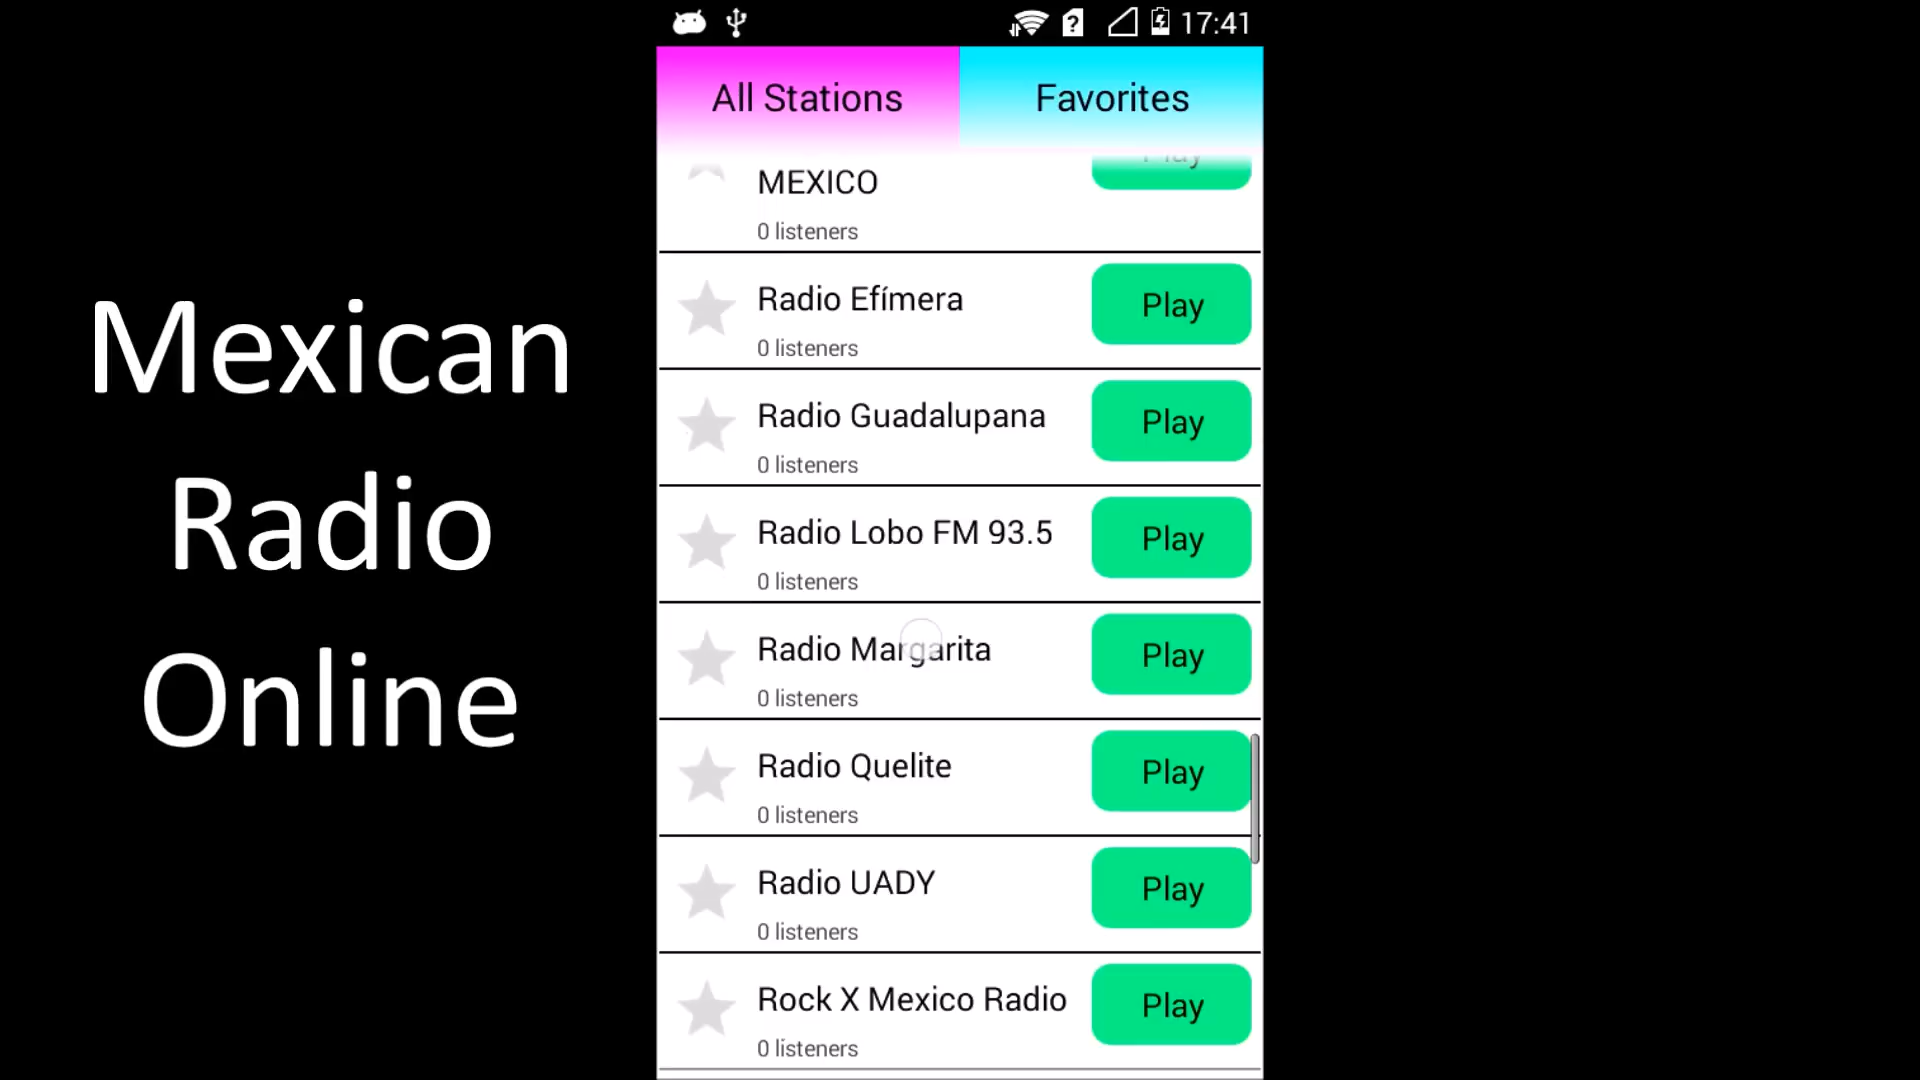 Mexican
Radio
Online
17:41
All Stations
Favorites
Play
MEXICO
0 listeners
Radio Efímera
Play
0 listeners
Radio Guadalupana
Play
0 listeners
Radio Lobo FM 93.5
Play
0 listeners
Radio Margarita
Play
0 listeners
Radio Quelite
Play
0 listeners
Radio UADY
Play
0 listeners
Rock X Mexico Radio
Play
0 listeners